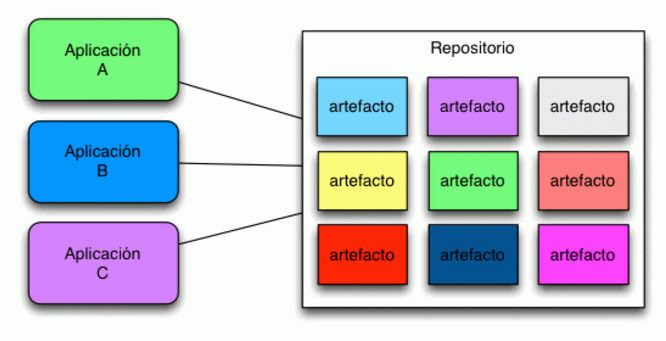 Aplicación
A
Aplicación
B
Aplicación
C
Repositorio
artefacto artefacto artefacto
artefacto artefacto artefacto
artefacto artefacto artefacto